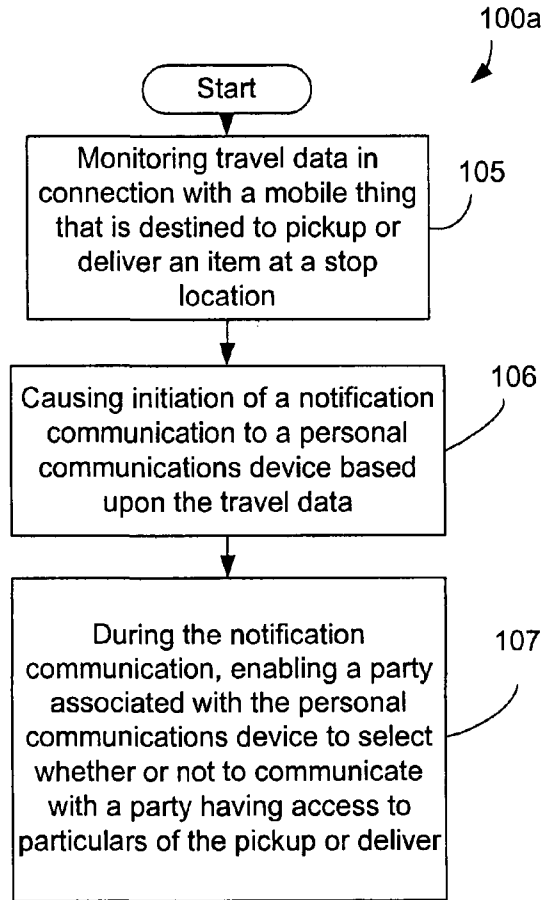 100a
Start
Monitoring travel data in
connection with a mobile thing
that is destined to pickup or
deliver an item at a stop
location
105
Causing initiation of a notification
communication to a personal
communications device based
upon the travel data
106
During the notification
communication, enabling a party
associated with the personal
communications device to select
whether or not to communicate
with a party having access to
particulars of the pickup or deliver
107